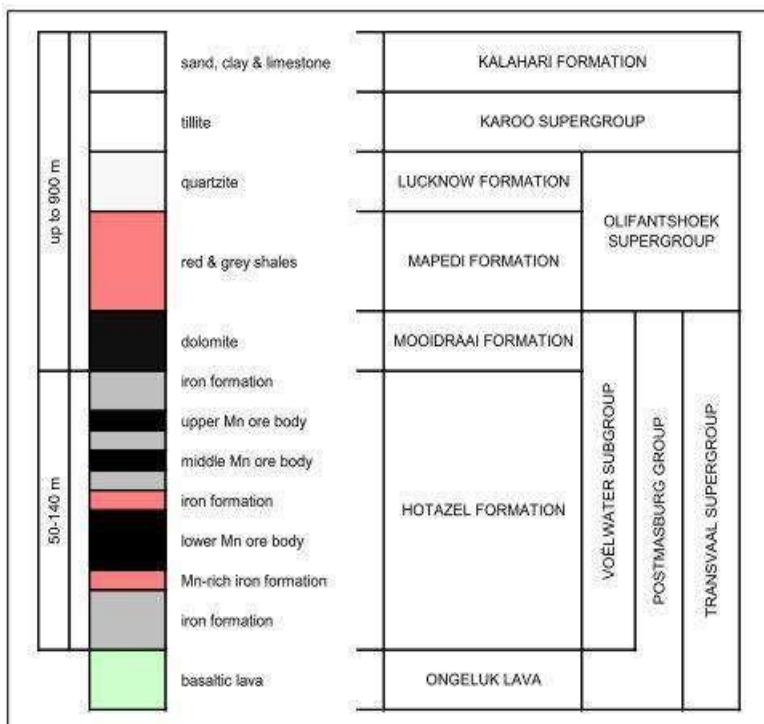 up to 900 m
50-140 m
sand, clay & limestone
tillite
quartzite
red & grey shales
dolomite
iron formation
upper Mn ore body
middle Mn ore body
iron formation
lower Mn ore body
Mn-rich iron formation
iron formation
basaltic lava
KALAHARI FORMATION
KAROO SUPERGROUP
LUCKNOW FORMATION
MAPEDI FORMATION
MOOIDRAAI FORMATION
HOTAZEL FORMATION
ONGELUK LAVA
OLIFANTSHOEK
SUPERGROUP
VOËLWATER SUBGROUP
POSTMASBURG GROUP
TRANSVAAL SUPERGROUP